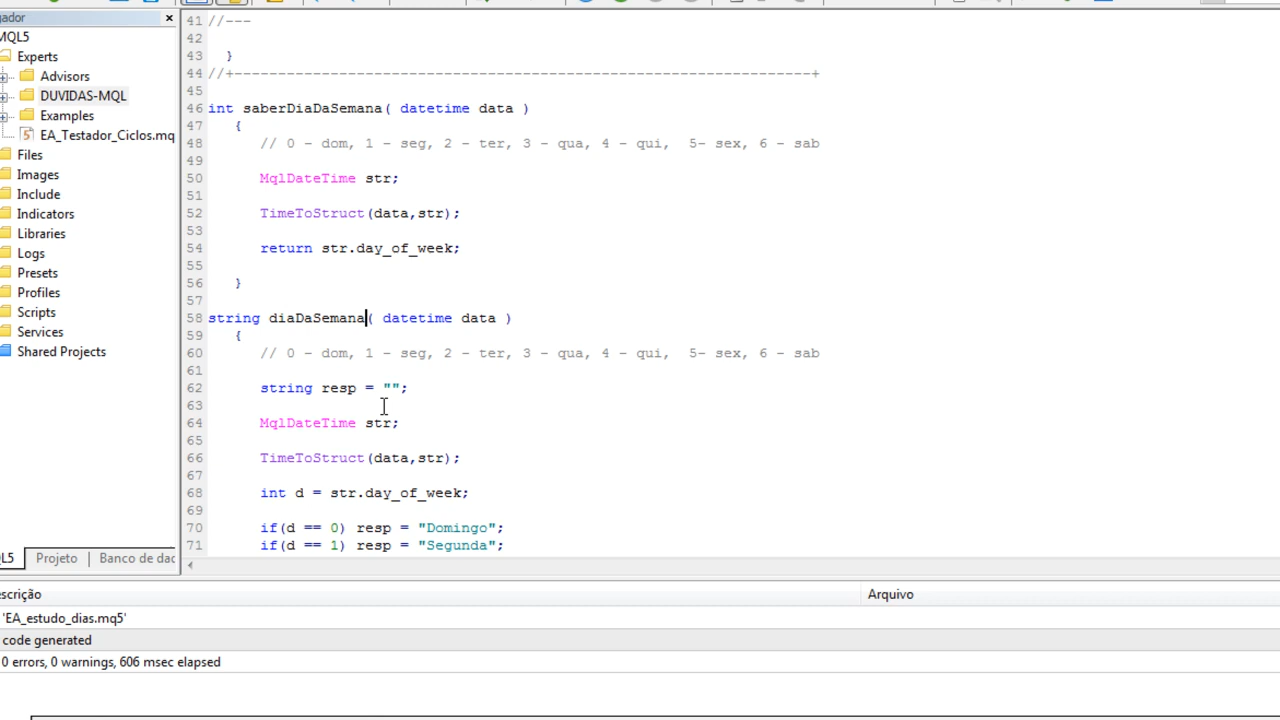 gador
MQL5
Experts
Advisors
DUVIDAS-MQL
Examples
EA_Testador_Ciclos.mq
Files
Images
Include
Indicators
Libraries
Logs
Presets
Profiles
Scripts
Services
Shared Projects
L5
Projeto
Banco de dad
41 //---
42
43 }
44 //+------------------------------------------------------------------+
45
46 int saberDiaDaSemana( datetime data )
47 {
48 // 0 - dom, 1 - seg, 2 - ter, 3 - qua, 4 - qui,  5- sex, 6 - sab
49
50 MqlDateTime str;
51
52 TimeToStruct(data,str);
53
54 return str.day_of_week;
55
56 }
57
58 string diaDaSemana( datetime data )
59 {
60 // 0 - dom, 1 - seg, 2 - ter, 3 - qua, 4 - qui,  5- sex, 6 - sab
61
62 string resp = "";
63
64 MqlDateTime str;
65
66 TimeToStruct(data,str);
67
68 int d = str.day_of_week;
69
70 if(d == 0) resp = "Domingo";
71 if(d == 1) resp = "Segunda";
escrição
Arquivo
'EA_estudo_dias.mq5'
code generated
0 errors, 0 warnings, 606 msec elapsed